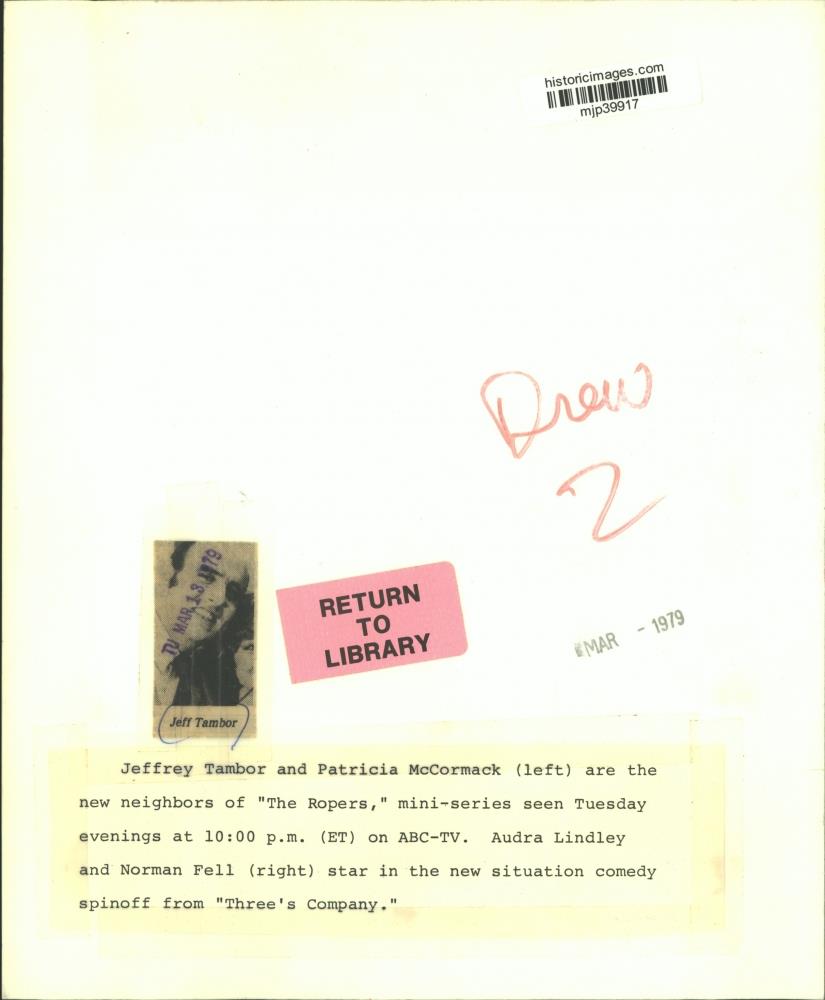 historicimages.com
mjp39917
Drew
2
TU MAR 13 1979
RETURN
TO
LIBRARY
MAR - 1979
Jeff Tambor
Jeffrey Tambor and Patricia McCormack (left) are the
new neighbors of "The Ropers," mini-series seen Tuesday
evenings at 10:00 p.m. (ET) on ABC-TV. Audra Lindley
and Norman Fell (right) star in the new situation comedy
spinoff from "Three's Company."